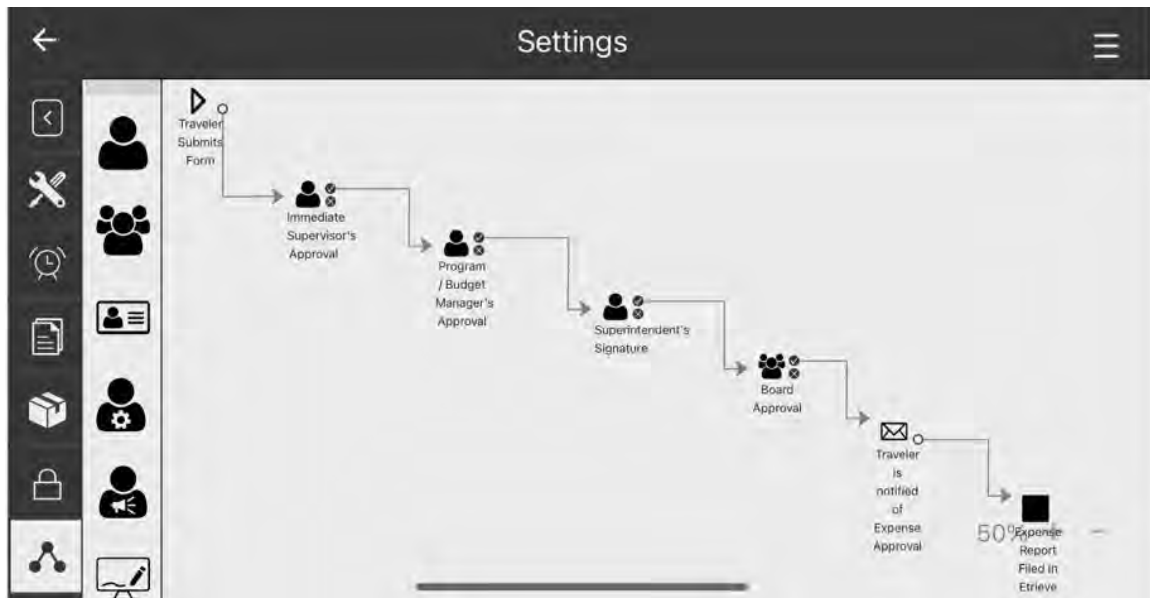 Settings
Traveler
Submits
Form
Immediate
Supervisor's
Approval
Program
/ Budget
Manager's
Approval
Superintendent's
Signature
Board
Approval
Traveler
is
notified
of
Expense
Approval
50% + -
Expense
Report
Filed in
Etrieve